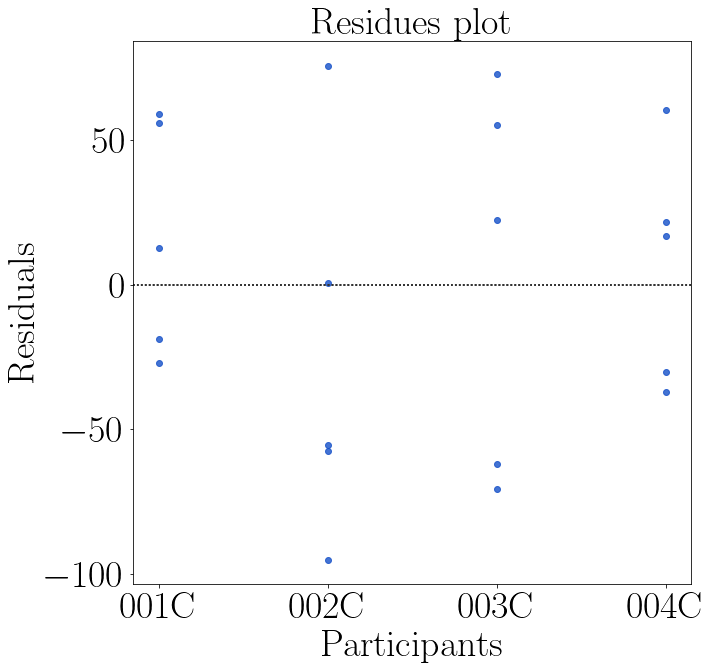 Residues plot
50
0
−50
−100
Residuals
001C 002C 003C 004C
Participants